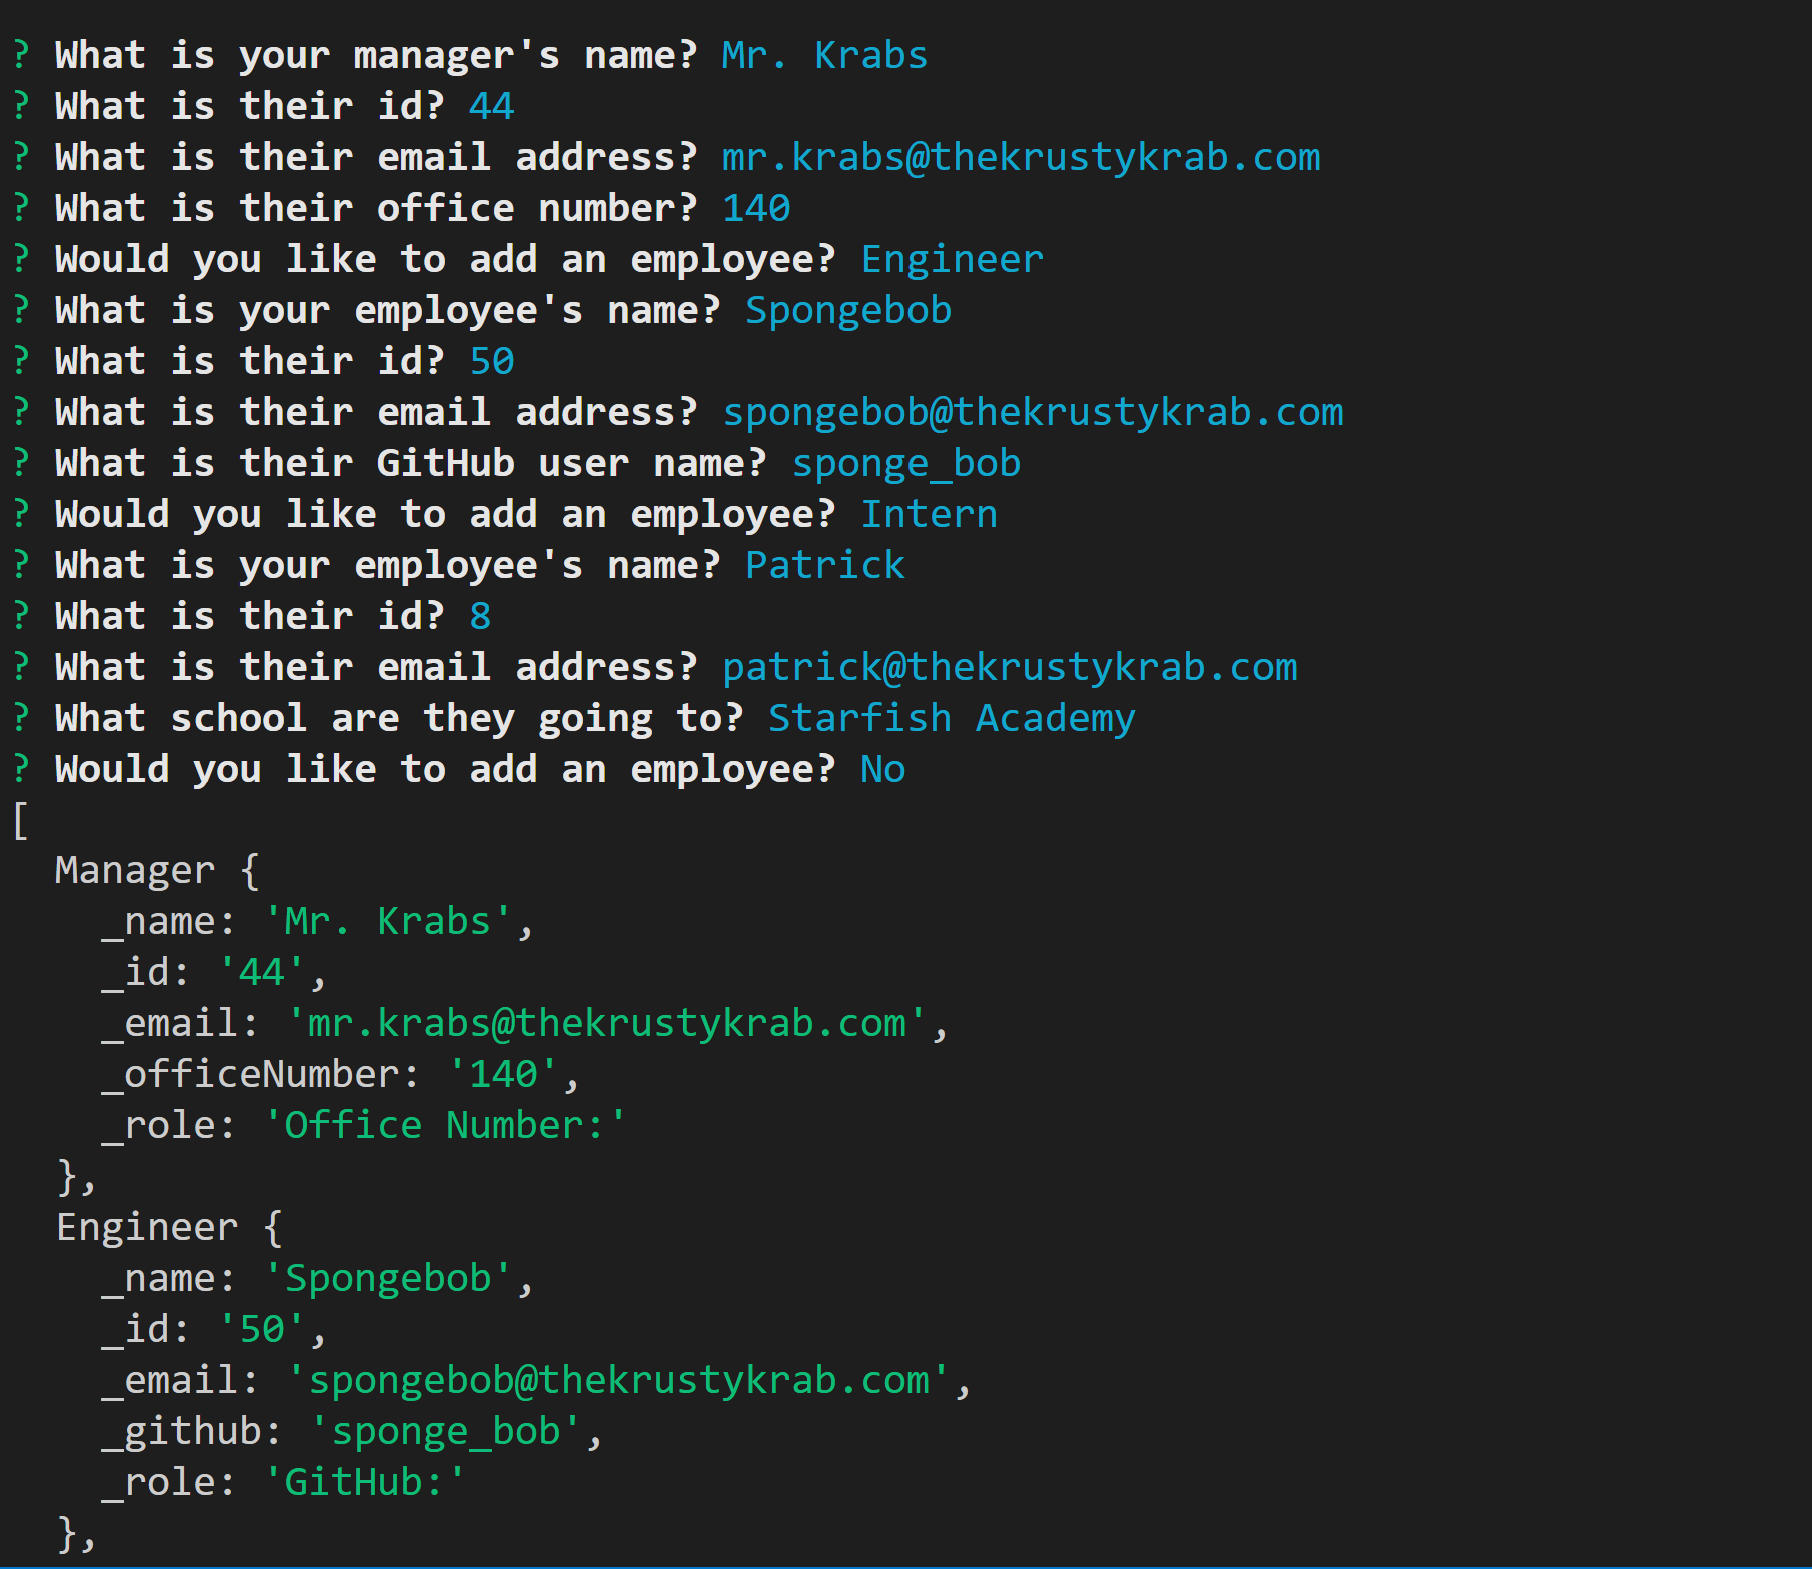 ? What is your manager's name? Mr. Krabs
? What is their id? 44
? What is their email address? mr.krabs@thekrustykrab.com
? What is their office number? 140
? Would you like to add an employee? Engineer
? What is your employee's name? Spongebob
? What is their id? 50
? What is their email address? spongebob@thekrustykrab.com
? What is their GitHub user name? sponge_bob
? Would you like to add an employee? Intern
? What is your employee's name? Patrick
? What is their id? 8
? What is their email address? patrick@thekrustykrab.com
? What school are they going to? Starfish Academy
? Would you like to add an employee? No
[
  Manager {
    _name: 'Mr. Krabs',
    _id: '44',
    _email: 'mr.krabs@thekrustykrab.com',
    _officeNumber: '140',
    _role: 'Office Number:'
  },
  Engineer {
    _name: 'Spongebob',
    _id: '50',
    _email: 'spongebob@thekrustykrab.com',
    _github: 'sponge_bob',
    _role: 'GitHub:'
  },